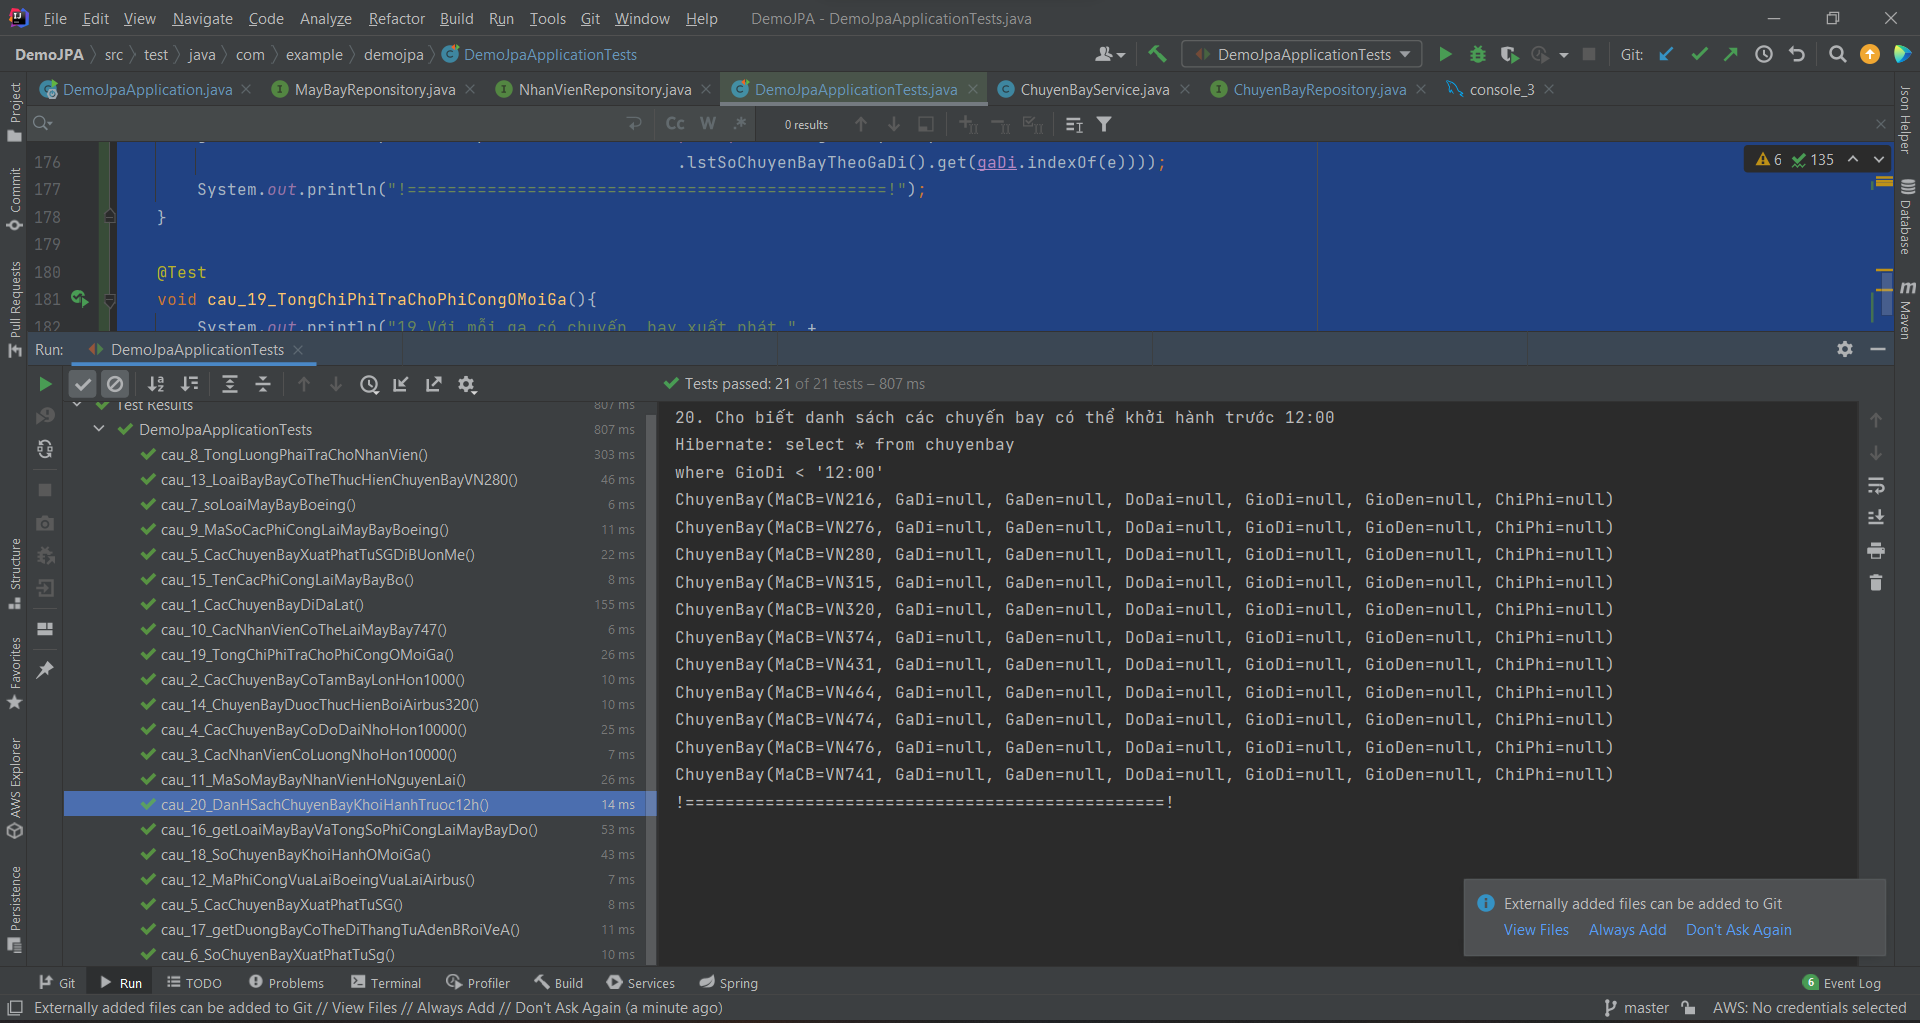 File Edit View Navigate Code Analyze Refactor Build Run Tools Git Window Help DemoJPA - DemoJpaApplicationTests.java
DemoJPA src test java com example demojpa DemoJpaApplicationTests DemoJpaApplicationTests Git:
DemoJpaApplication.java MayBayReponsitory.java NhanVienReponsitory.java DemoJpaApplicationTests.java ChuyenBayService.java ChuyenBayRepository.java console_3
Cc W .* 0 results
176 .lstSoChuyenBayTheoGaDi().get(gaDi.indexOf(e))));
6 135
177 System.out.println("!================================================!");
178 }
179
180 @Test
181 void cau_19_TongChiPhiTraChoPhiCongOMoiGa(){
182 System.out.println("19.Với mỗi ga có chuyến bay xuất phát " +
Project
Commit
Pull Requests
Structure
Favorites
AWS Explorer
Persistence
Json Helper
Database
Maven
Run: DemoJpaApplicationTests
Tests passed: 21 of 21 tests – 807 ms
Test Results 807 ms
DemoJpaApplicationTests 807 ms
cau_8_TongLuongPhaiTraChoNhanVien() 303 ms
cau_13_LoaiBayBayCoTheThucHienChuyenBayVN280() 46 ms
cau_7_soLoaiMayBayBoeing() 6 ms
cau_9_MaSoCacPhiCongLaiMayBayBoeing() 11 ms
cau_5_CacChuyenBayXuatPhatTuSGDiBUonMe() 22 ms
cau_15_TenCacPhiCongLaiMayBayBo() 8 ms
cau_1_CacChuyenBayDiDaLat() 155 ms
cau_10_CacNhanVienCoTheLaiMayBay747() 6 ms
cau_19_TongChiPhiTraChoPhiCongOMoiGa() 26 ms
cau_2_CacChuyenBayCoTamBayLonHon1000() 10 ms
cau_14_ChuyenBayDuocThucHienBoiAirbus320() 10 ms
cau_4_CacChuyenBayCoDoDaiNhoHon10000() 25 ms
cau_3_CacNhanVienCoLuongNhoHon10000() 7 ms
cau_11_MaSoMayBayNhanVienHoNguyenLai() 26 ms
cau_20_DanHSachChuyenBayKhoiHanhTruoc12h() 14 ms
cau_16_getLoaiMayBayVaTongSoPhiCongLaiMayBayDo() 53 ms
cau_18_SoChuyenBayKhoiHanhOMoiGa() 43 ms
cau_12_MaPhiCongVuaLaiBoeingVuaLaiAirbus() 7 ms
cau_5_CacChuyenBayXuatPhatTuSG() 8 ms
cau_17_getDuongBayCoTheDiThangTuAdenBRoiVeA() 11 ms
cau_6_SoChuyenBayXuatPhatTuSg() 10 ms
20. Cho biết danh sách các chuyến bay có thể khởi hành trước 12:00
Hibernate: select * from chuyenbay
where GioDi < '12:00'
ChuyenBay(MaCB=VN216, GaDi=null, GaDen=null, DoDai=null, GioDi=null, GioDen=null, ChiPhi=null)
ChuyenBay(MaCB=VN276, GaDi=null, GaDen=null, DoDai=null, GioDi=null, GioDen=null, ChiPhi=null)
ChuyenBay(MaCB=VN280, GaDi=null, GaDen=null, DoDai=null, GioDi=null, GioDen=null, ChiPhi=null)
ChuyenBay(MaCB=VN315, GaDi=null, GaDen=null, DoDai=null, GioDi=null, GioDen=null, ChiPhi=null)
ChuyenBay(MaCB=VN320, GaDi=null, GaDen=null, DoDai=null, GioDi=null, GioDen=null, ChiPhi=null)
ChuyenBay(MaCB=VN374, GaDi=null, GaDen=null, DoDai=null, GioDi=null, GioDen=null, ChiPhi=null)
ChuyenBay(MaCB=VN431, GaDi=null, GaDen=null, DoDai=null, GioDi=null, GioDen=null, ChiPhi=null)
ChuyenBay(MaCB=VN464, GaDi=null, GaDen=null, DoDai=null, GioDi=null, GioDen=null, ChiPhi=null)
ChuyenBay(MaCB=VN474, GaDi=null, GaDen=null, DoDai=null, GioDi=null, GioDen=null, ChiPhi=null)
ChuyenBay(MaCB=VN476, GaDi=null, GaDen=null, DoDai=null, GioDi=null, GioDen=null, ChiPhi=null)
ChuyenBay(MaCB=VN741, GaDi=null, GaDen=null, DoDai=null, GioDi=null, GioDen=null, ChiPhi=null)
!================================================!
Externally added files can be added to Git
View Files Always Add Don't Ask Again
Git Run TODO Problems Terminal Profiler Build Services Spring 6 Event Log
Externally added files can be added to Git // View Files // Always Add // Don't Ask Again (a minute ago) master AWS: No credentials selected